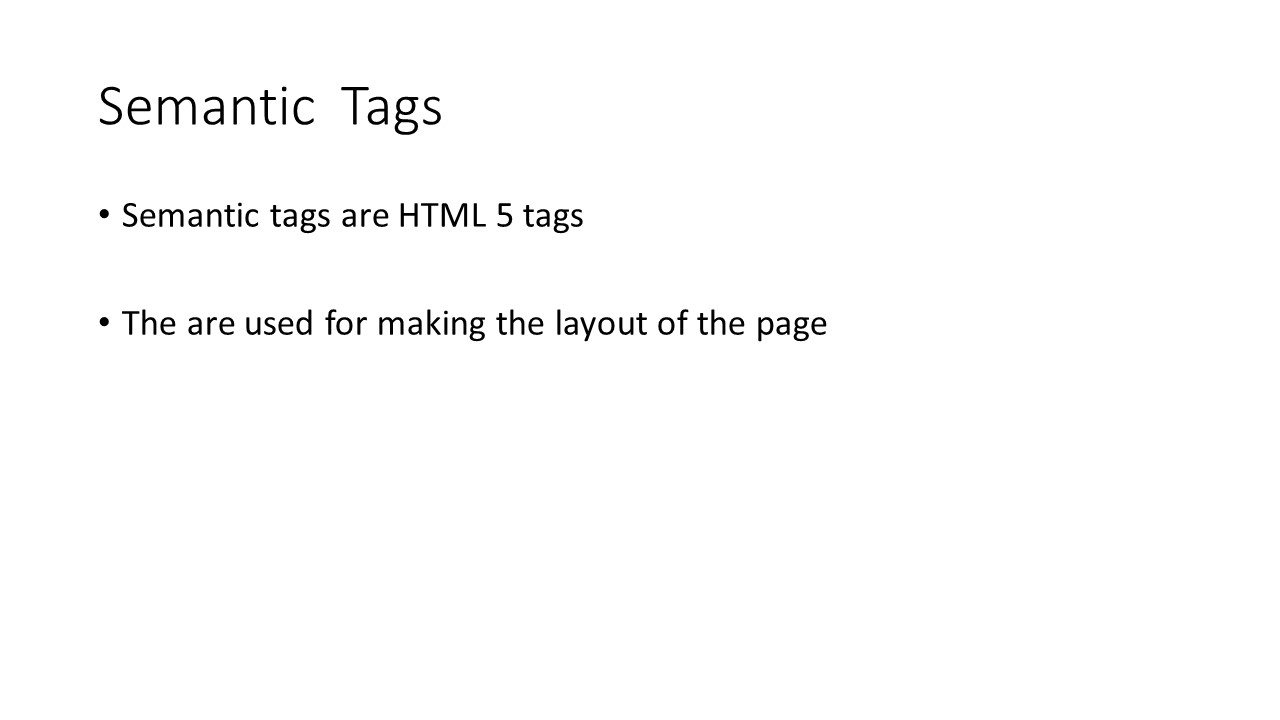 Semantic Tags
• Semantic tags are HTML 5 tags
• The are used for making the layout of the page